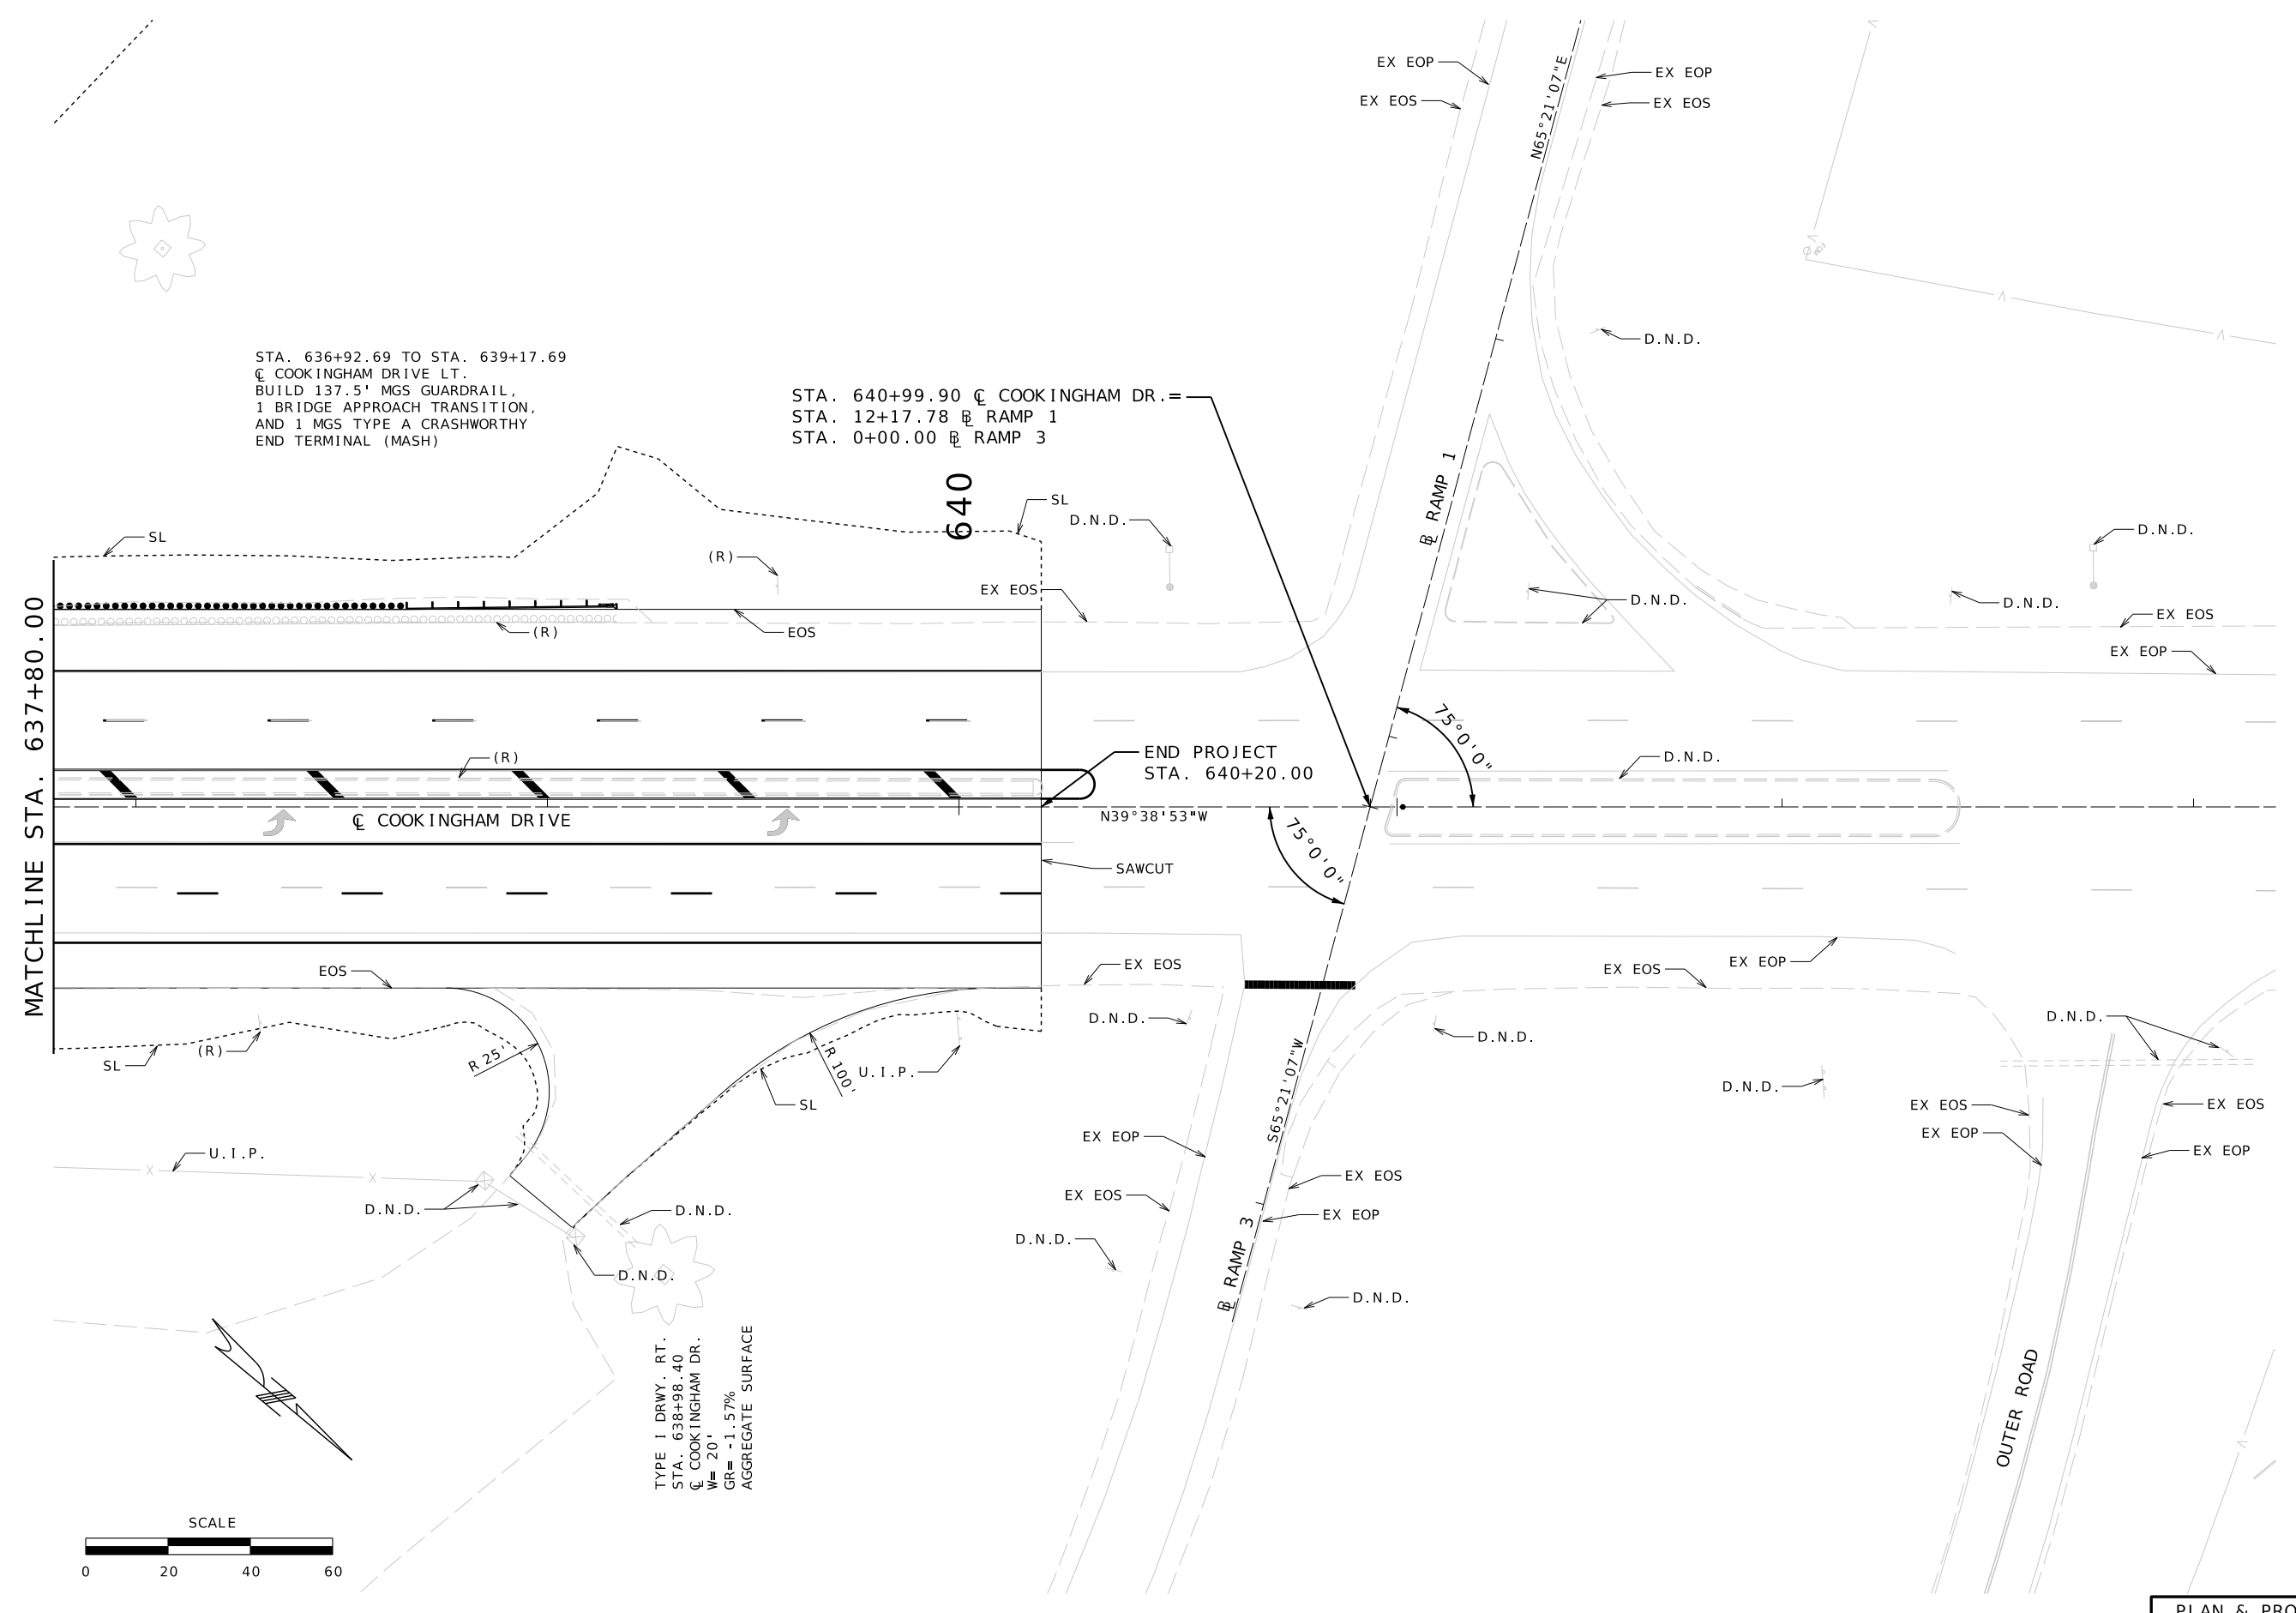 EX EOP
EX EOS
N65°21'07"E
EX EOP
EX EOS
D.N.D.
STA. 636+92.69 TO STA. 639+17.69
℄ COOKINGHAM DRIVE LT.
BUILD 137.5' MGS GUARDRAIL,
1 BRIDGE APPROACH TRANSITION,
AND 1 MGS TYPE A CRASHWORTHY
END TERMINAL (MASH)
STA. 640+99.90 ℄ COOKINGHAM DR.=
STA. 12+17.78 BL RAMP 1
STA. 0+00.00 BL RAMP 3
640
SL
D.N.D.
BL RAMP 1
D.N.D.
SL
(R)
EX EOS
D.N.D.
D.N.D.
EX EOS
(R)
EOS
EX EOP
MATCHLINE STA. 637+80.00
75°0'0"
(R)
END PROJECT
STA. 640+20.00
D.N.D.
℄ COOKINGHAM DRIVE
N39°38'53"W
75°0'0"
SAWCUT
EOS
EX EOS
EX EOS
EX EOP
D.N.D.
D.N.D.
D.N.D.
SL
(R)
R 25'
R 100'
U.I.P.
S65°21'07"W
D.N.D.
SL
EX EOS
EX EOS
EX EOP
EX EOP
EX EOP
U.I.P.
EX EOS
EX EOS
D.N.D.
D.N.D.
EX EOP
D.N.D.
BL RAMP 3
D.N.D.
D.N.D.
TYPE I DRWY. RT.
STA. 638+98.40
℄ COOKINGHAM DR.
W= 20'
GR= -1.57%
AGGREGATE SURFACE
OUTER ROAD
SCALE
0 20 40 60
PLAN & PRO